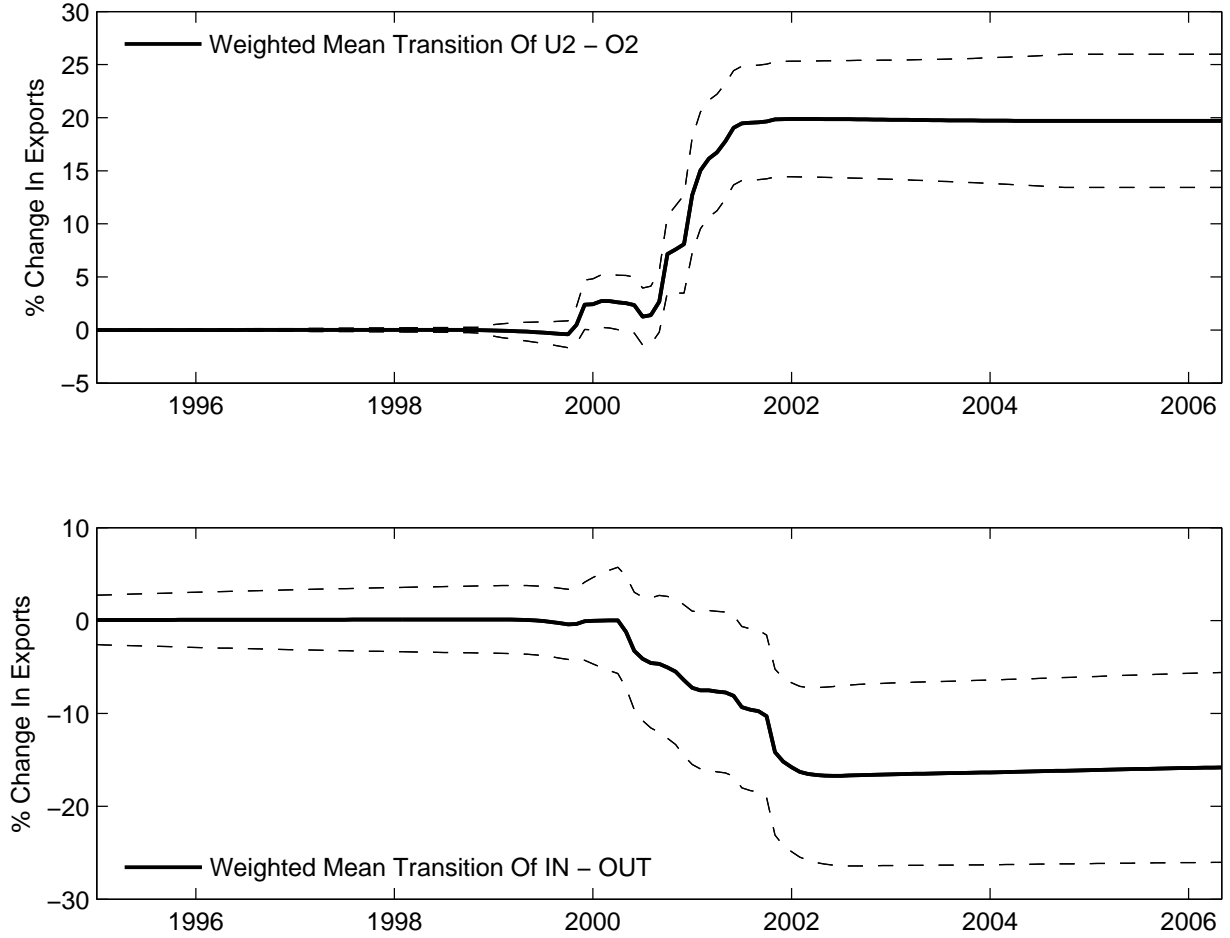 30
Weighted Mean Transition Of U2 − O2
25
20
15
10
5
0
−5
% Change In Exports
1996 1998 2000 2002 2004 2006
10
0
−10
−20
−30
% Change In Exports
Weighted Mean Transition Of IN − OUT
1996 1998 2000 2002 2004 2006